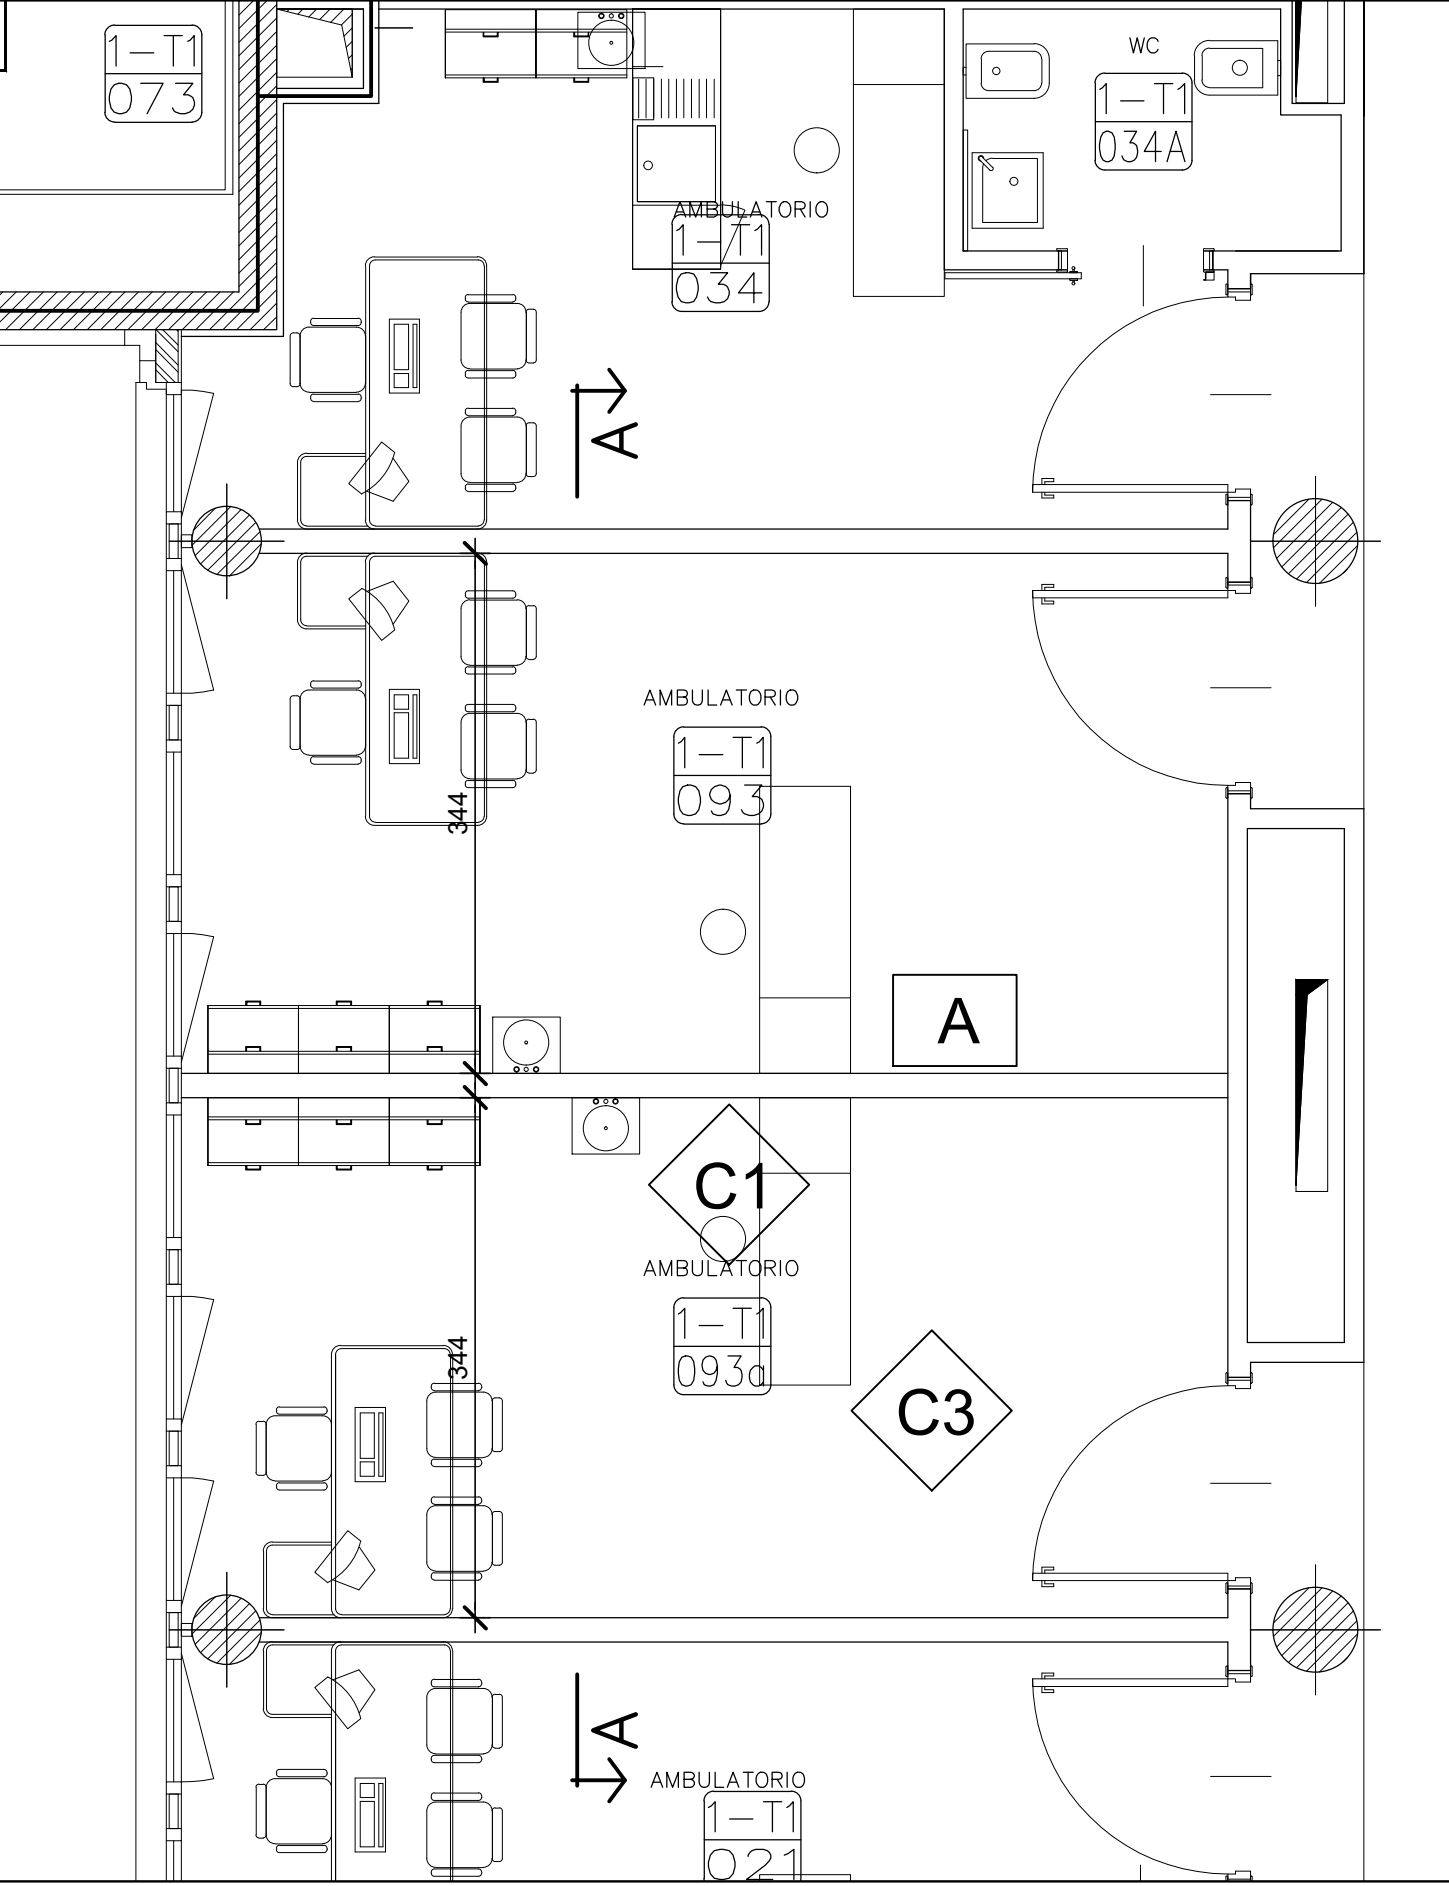 1-T1
073
WC
1-T1
034A
AMBULATORIO
1-T1
034
A
AMBULATORIO
1-T1
093
344
A
C1
AMBULATORIO
1-T1
093a
344
C3
A
AMBULATORIO
1-T1
021